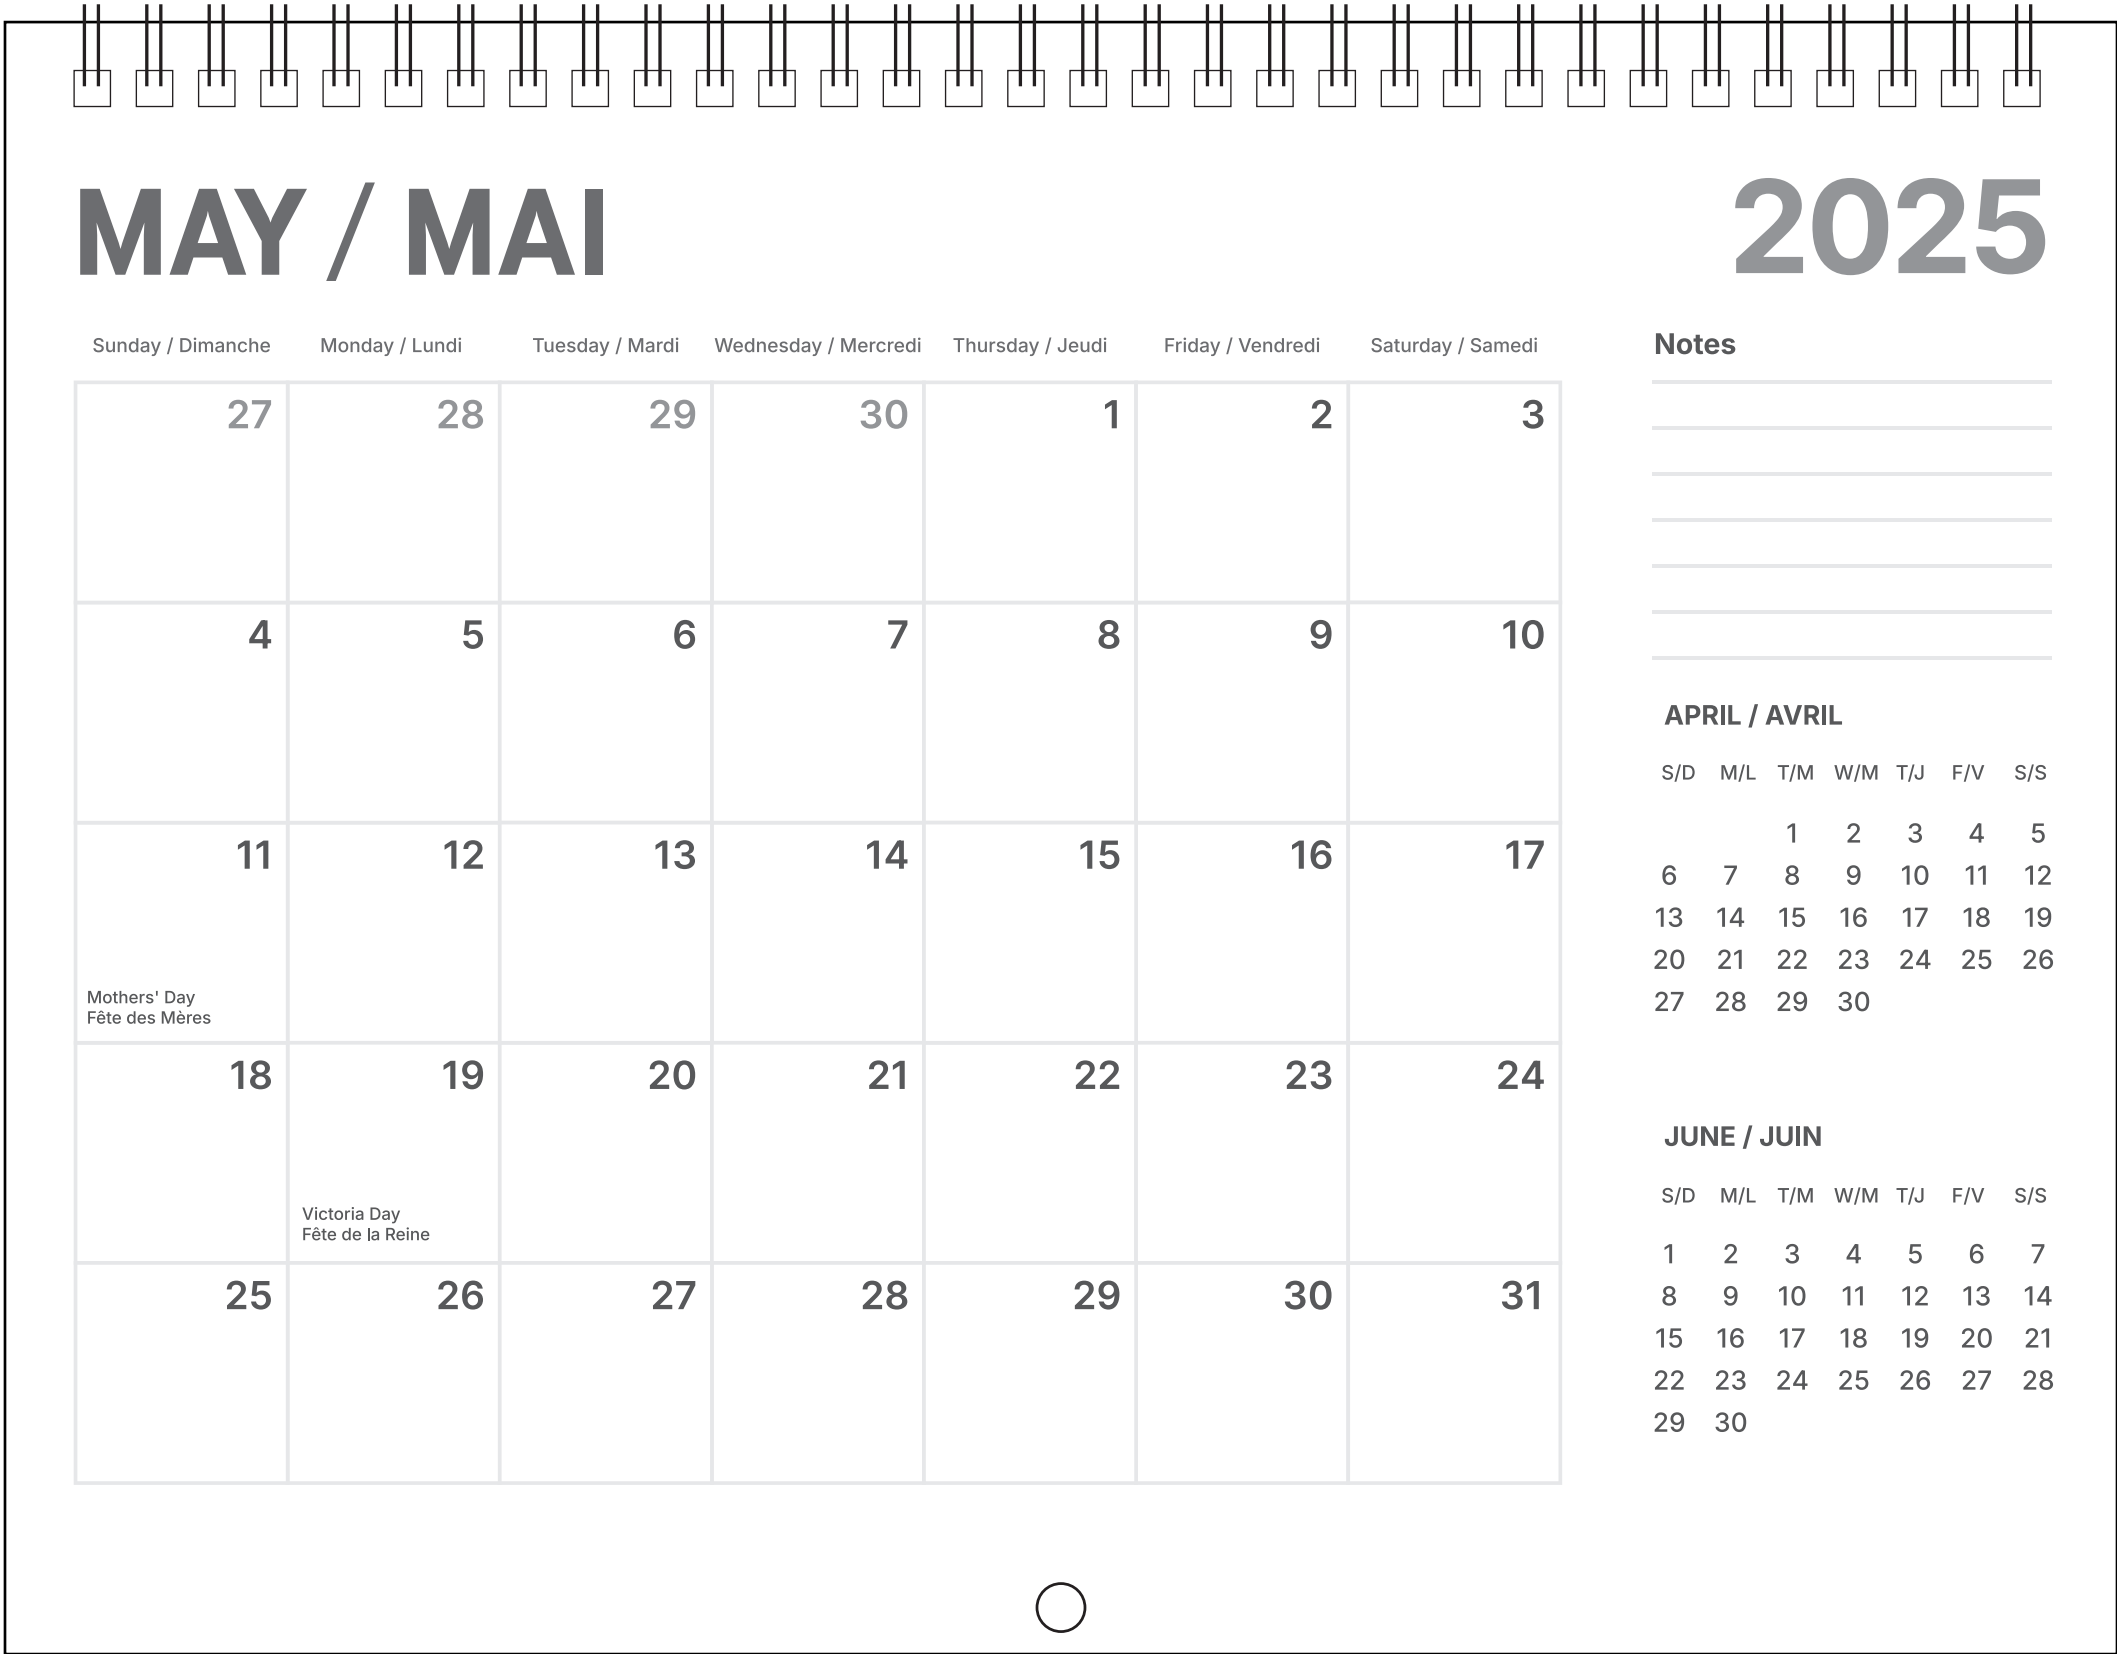 MAY / MAI
2025
Sunday / Dimanche Monday / Lundi Tuesday / Mardi Wednesday / Mercredi Thursday / Jeudi Friday / Vendredi Saturday / Samedi
27 28 29 30 1 2 3
4 5 6 7 8 9 10
11 12 13 14 15 16 17
Mothers' Day
Fête des Mères
18 19 20 21 22 23 24
Victoria Day
Fête de la Reine
25 26 27 28 29 30 31
Notes
APRIL / AVRIL
S/D M/L T/M W/M T/J F/V S/S
1 2 3 4 5
6 7 8 9 10 11 12
13 14 15 16 17 18 19
20 21 22 23 24 25 26
27 28 29 30
JUNE / JUIN
S/D M/L T/M W/M T/J F/V S/S
1 2 3 4 5 6 7
8 9 10 11 12 13 14
15 16 17 18 19 20 21
22 23 24 25 26 27 28
29 30